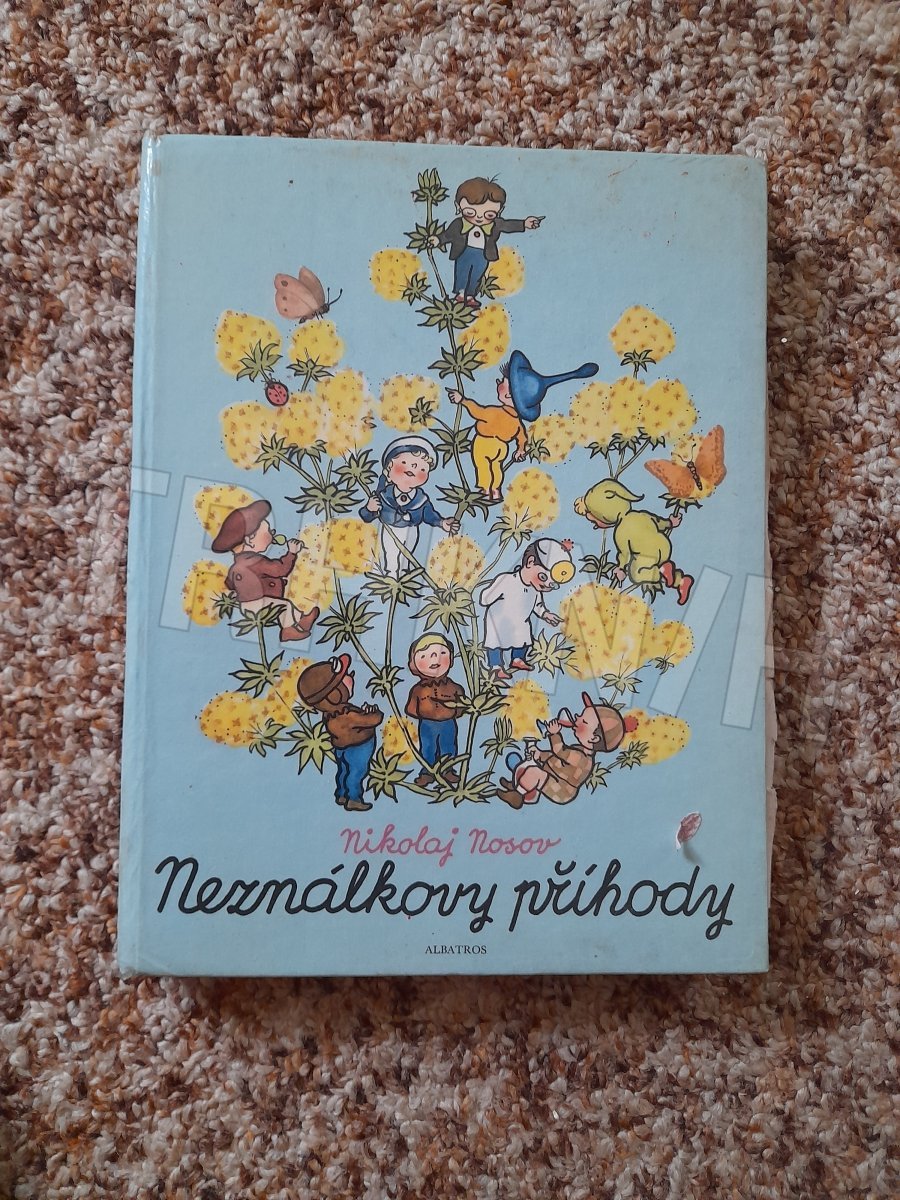 Nikolaj Nosov
Neználkovy příhody
ALBATROS